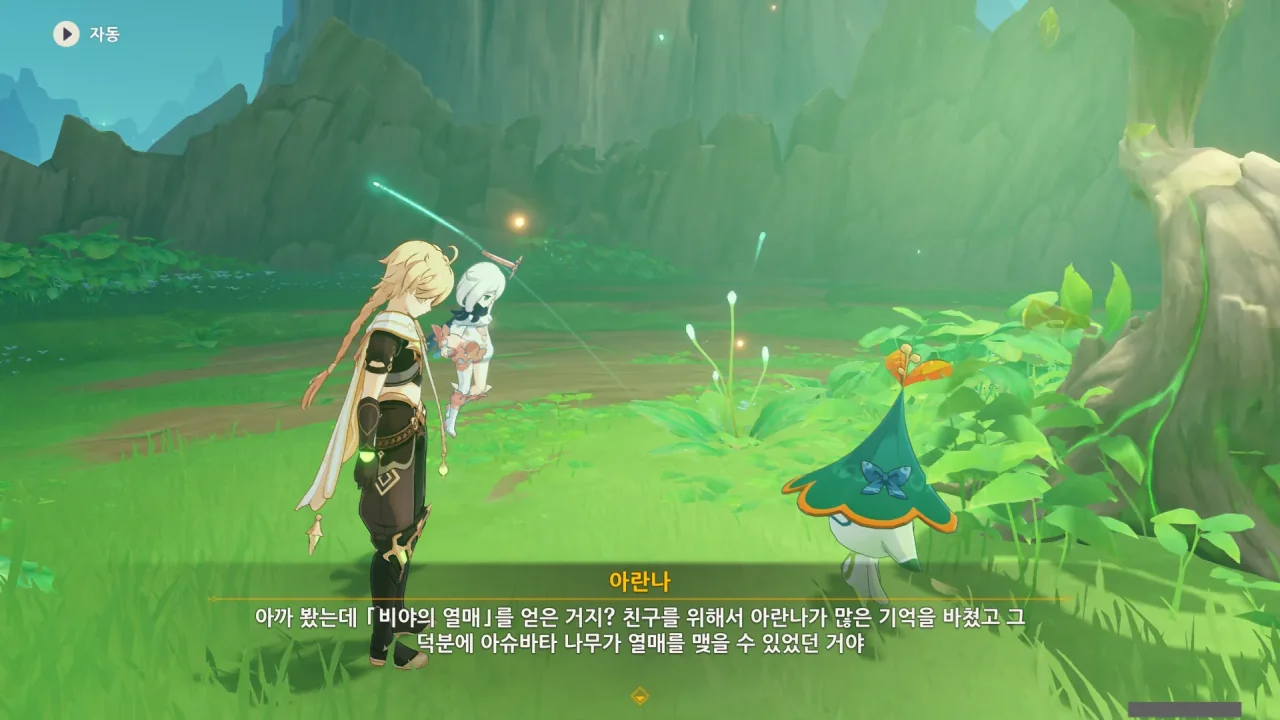 자동
아란나
아까 봤는데 「비야의 열매」를 얻은 거지? 친구를 위해서 아란나가 많은 기억을 바쳤고 그
덕분에 아슈바타 나무가 열매를 맺을 수 있었던 거야